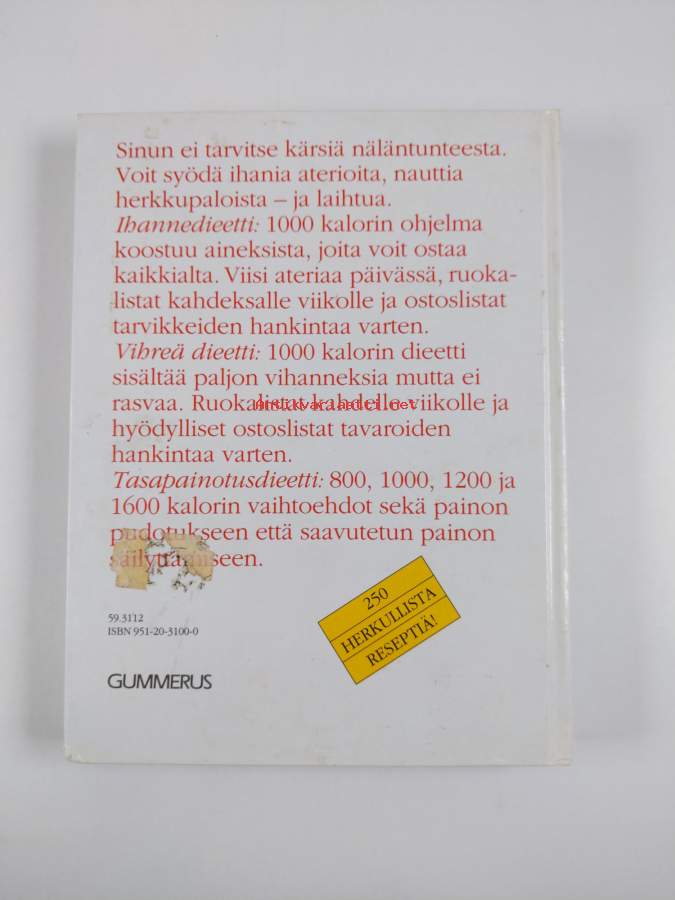 Sinun ei tarvitse kärsiä näläntunteesta.
Voit syödä ihania aterioita, nauttia
herkkupaloista – ja laihtua.
Ihannedieetti: 1000 kalorin ohjelma
koostuu aineksista, joita voit ostaa
kaikkialta. Viisi ateriaa päivässä, ruoka-
listat kahdeksalle viikolle ja ostoslistat
tarvikkeiden hankintaa varten.
Vihreä dieetti: 1000 kalorin dieetti
sisältää paljon vihanneksia mutta ei
rasvaa. Ruokalistat kahdelle viikolle ja
hyödylliset ostoslistat tavaroiden
hankintaa varten.
Tasapainotusdieetti: 800, 1000, 1200 ja
1600 kalorin vaihtoehdot sekä painon
pudotukseen että saavutetun painon
säilyttämiseen.
250
HERKULLISTA
RESEPTIÄ!
59.3112
ISBN 951-20-3100-0
GUMMERUS